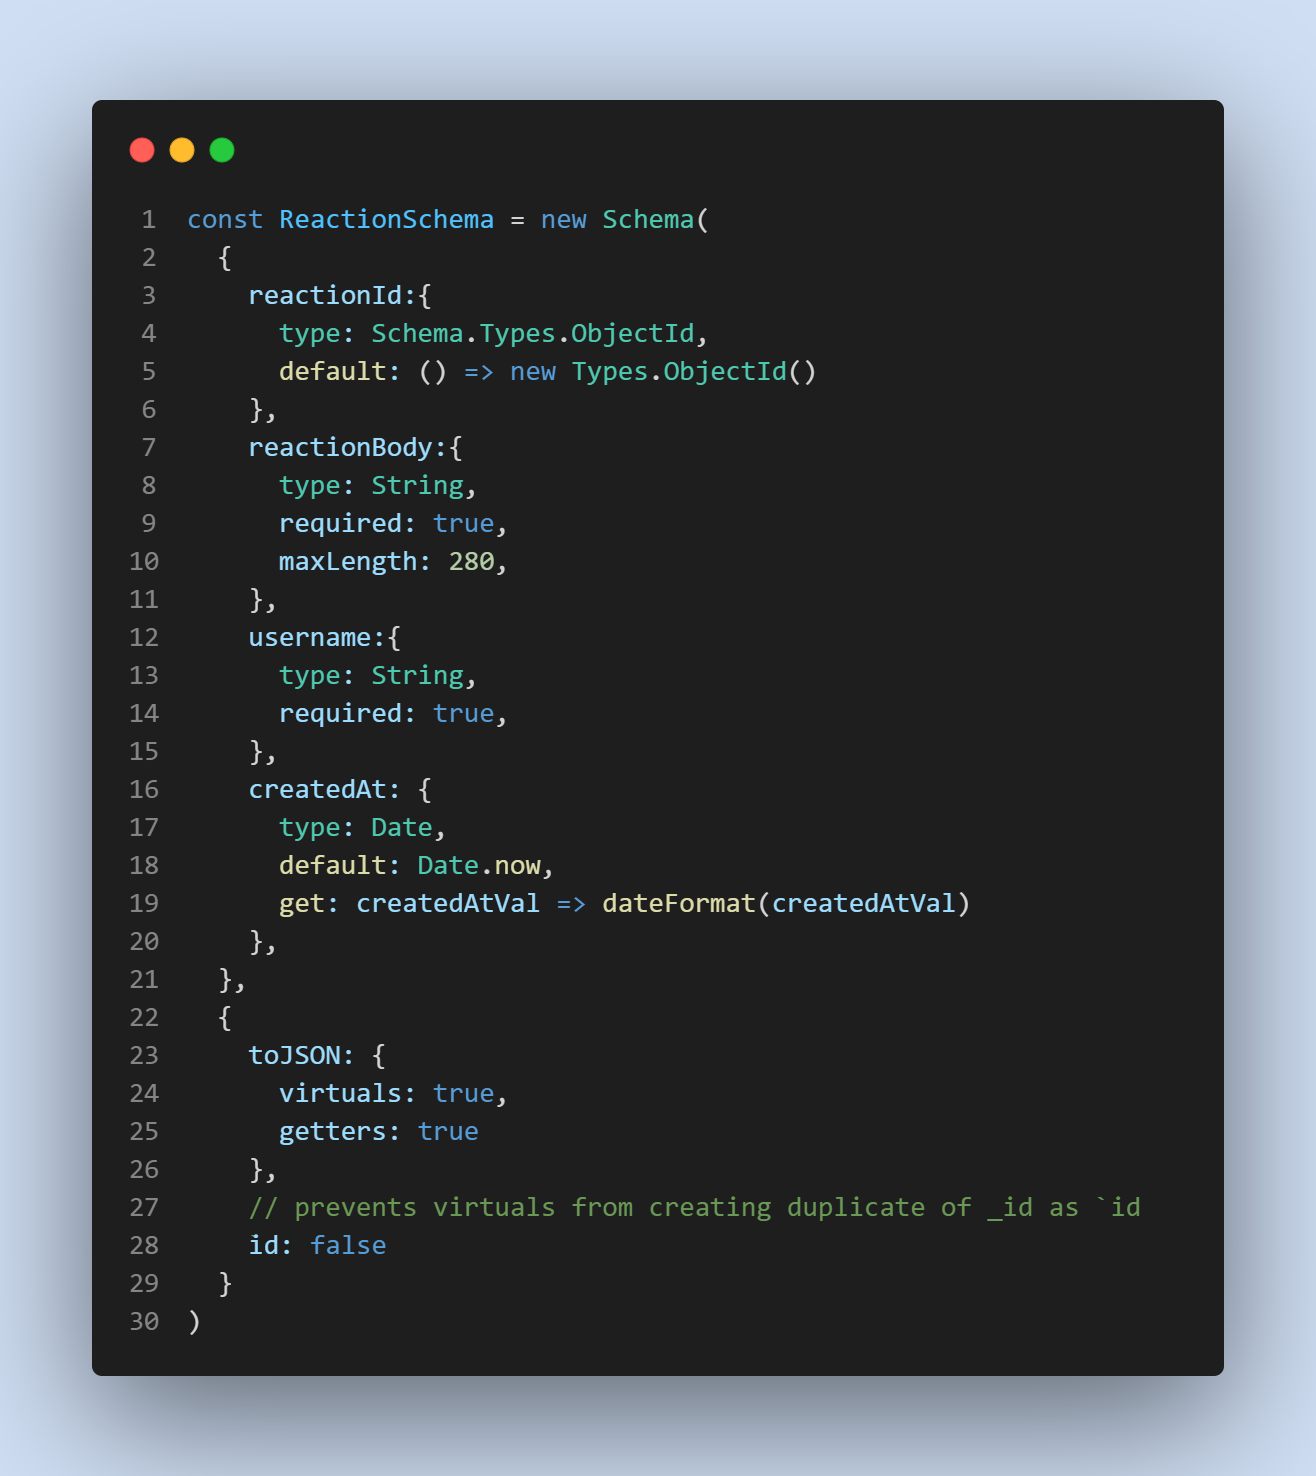 1 const ReactionSchema = new Schema(
2   {
3     reactionId:{
4       type: Schema.Types.ObjectId,
5       default: () => new Types.ObjectId()
6     },
7     reactionBody:{
8       type: String,
9       required: true,
10       maxLength: 280,
11     },
12     username:{
13       type: String,
14       required: true,
15     },
16     createdAt: {
17       type: Date,
18       default: Date.now,
19       get: createdAtVal => dateFormat(createdAtVal)
20     },
21   },
22   {
23     toJSON: {
24       virtuals: true,
25       getters: true
26     },
27     // prevents virtuals from creating duplicate of _id as `id
28     id: false
29   }
30 )